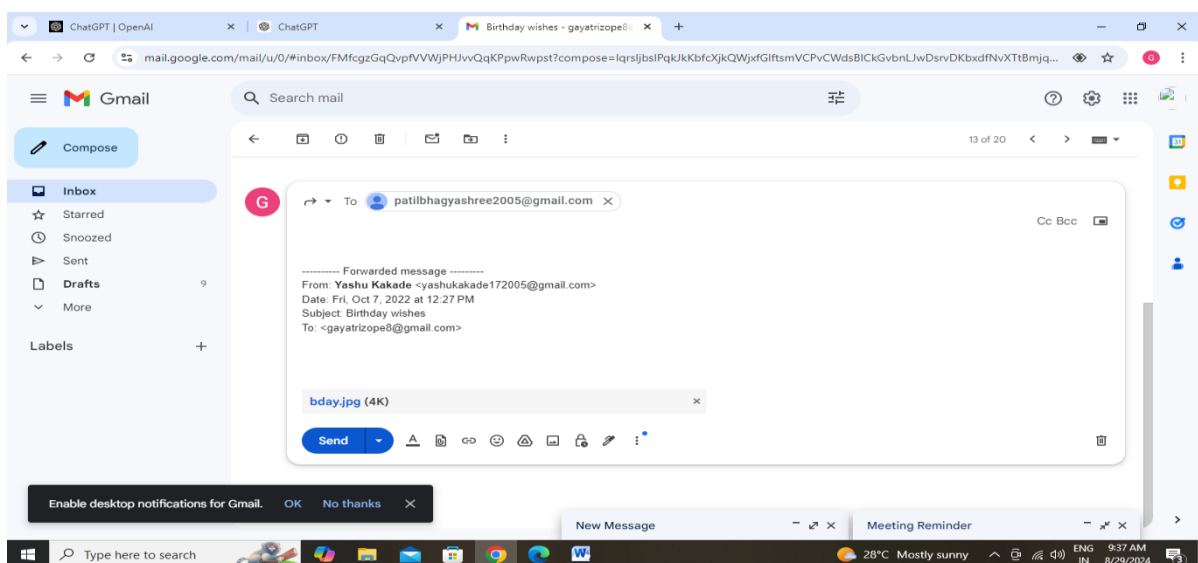 ChatGPT | OpenAI
ChatGPT
Birthday wishes - gayatrizope8
mail.google.com/mail/u/0/#inbox/FMfcgzGqQvpfVVWjPHJvvQqKPpwRwpst?compose=lqrsljbslPqkJkKbfcXjkQWjxfGlftsmVCPvCWdsBlCkGvbnLJwDsrvDKbxdfNvXTtBmjq...
Gmail
Search mail
Compose
13 of 20
Inbox
Starred
Snoozed
Sent
Drafts 9
More
Labels
G
To patilbhagyashree2005@gmail.com
Cc Bcc
---------- Forwarded message ---------
From: Yashu Kakade <yashukakade172005@gmail.com>
Date: Fri, Oct 7, 2022 at 12:27 PM
Subject: Birthday wishes
To: <gayatrizope8@gmail.com>
bday.jpg (4K)
Send
Enable desktop notifications for Gmail. OK No thanks
New Message
Meeting Reminder
Type here to search
28°C Mostly sunny
ENG
IN
9:37 AM
8/29/2024